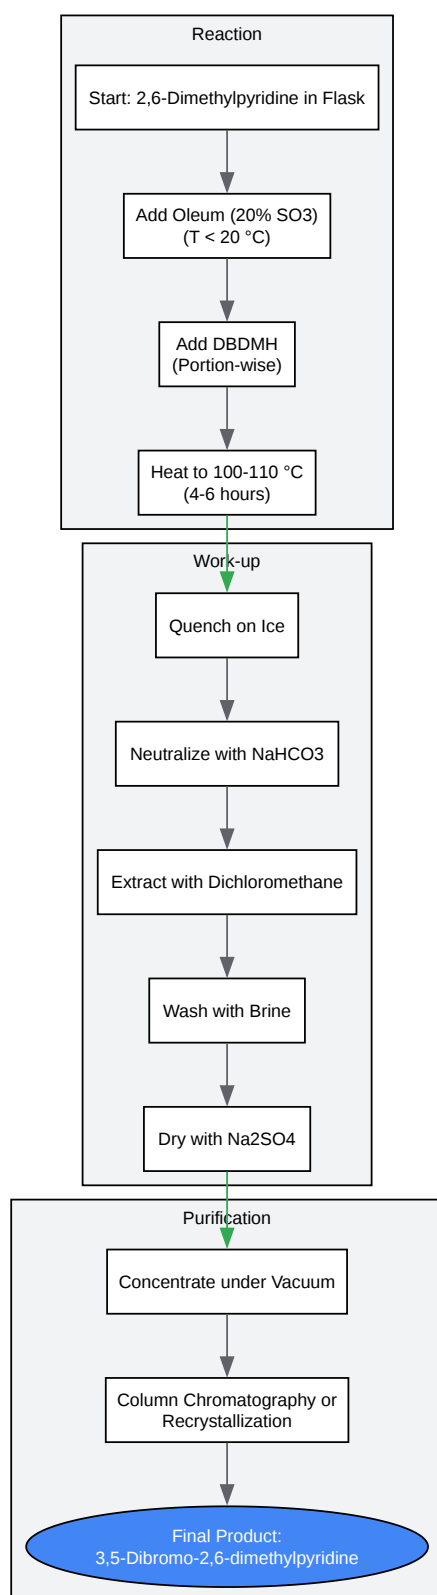 Reaction
Start: 2,6-Dimethylpyridine in Flask
Add Oleum (20% SO3)
(T < 20 °C)
Add DBDMH
(Portion-wise)
Heat to 100-110 °C
(4-6 hours)
Work-up
Quench on Ice
Neutralize with NaHCO3
Extract with Dichloromethane
Wash with Brine
Dry with Na2SO4
Purification
Concentrate under Vacuum
Column Chromatography or
Recrystallization
Final Product:
3,5-Dibromo-2,6-dimethylpyridine